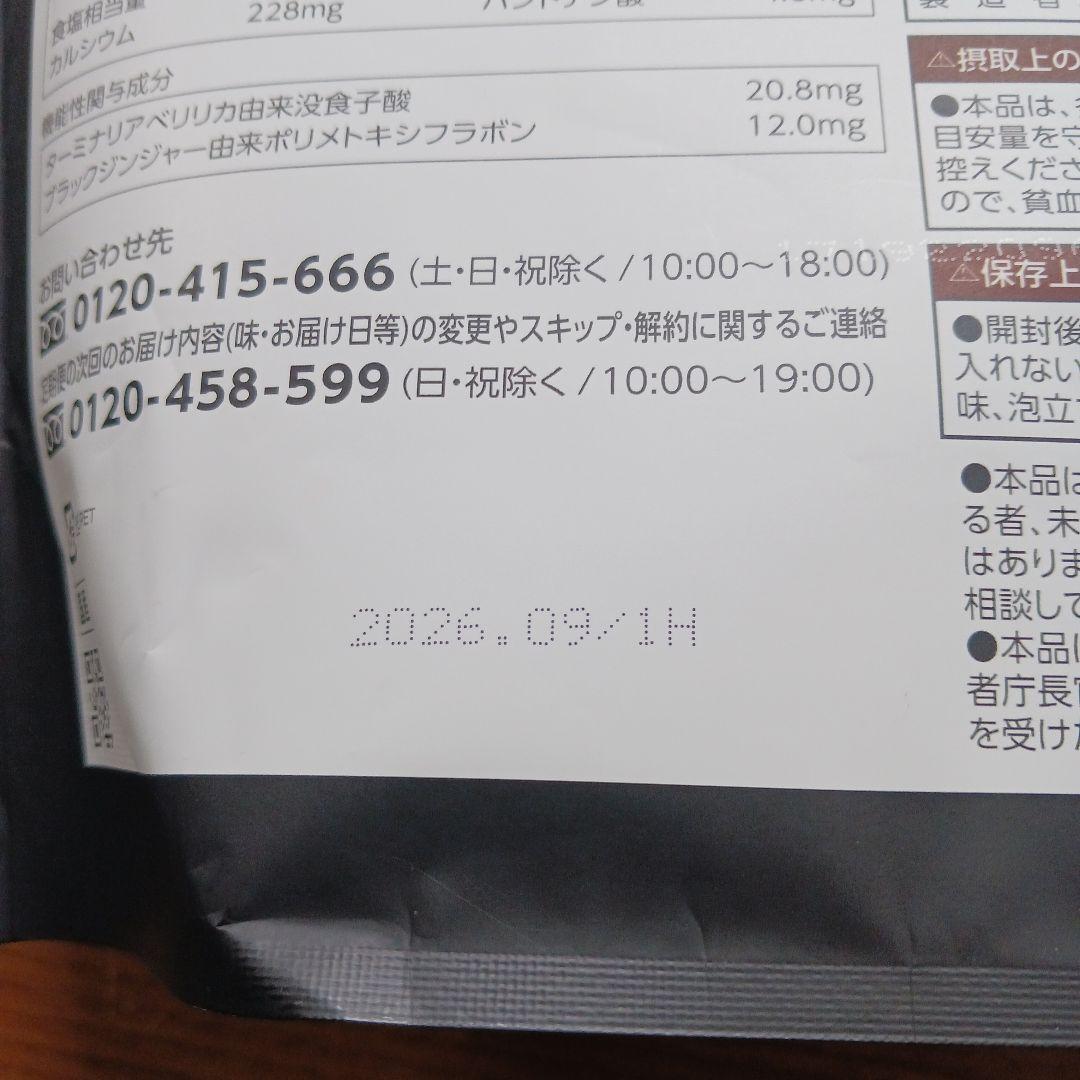 食塩相当量
カルシウム 228mg
機能性関与成分
ターミナリアベリリカ由来没食子酸 20.8mg
ブラックジンジャー由来ポリメトキシフラボン 12.0mg
お問い合わせ先
0120-415-666 (土・日・祝除く/10:00〜18:00)
定期便の次回のお届け内容(味・お届け日等)の変更やスキップ・解約に関するご連絡
0120-458-599 (日・祝除く/10:00〜19:00)
PET
2026.09/1H
製造者
⚠摂取上の
●本品は、
目安量を守
控えくださ
ので、貧血
⚠保存上
●開封後
入れない
味、泡立
●本品は
る者、未
はありま
相談して
●本品は
者庁長官
を受けた